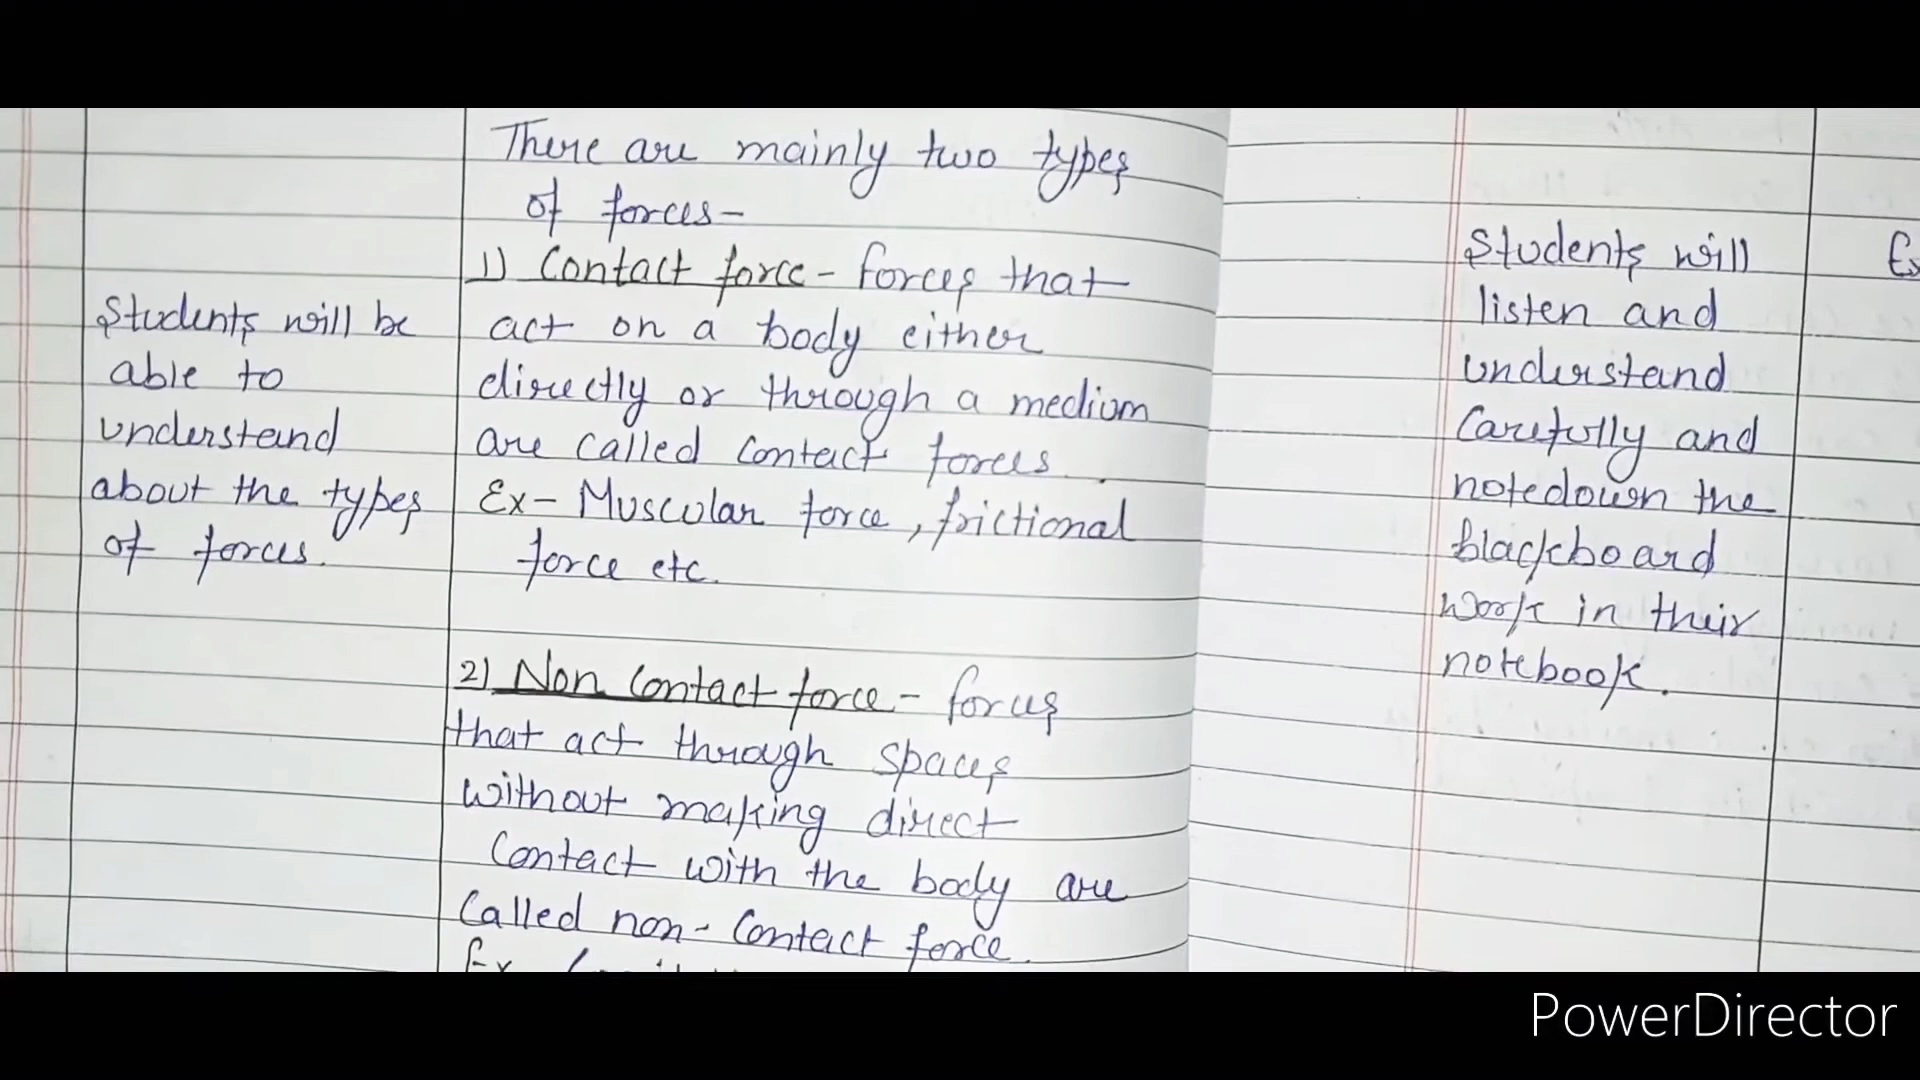 Students will be
able to
understand
about the types
of forces.
There are mainly two types
of forces-
1) Contact force - Forces that
act on a body either
directly or through a medium
are called contact forces.
Ex- Muscular force, frictional
force etc.
2) Non Contact force - forces
that act through spaces
without making direct
Contact with the body are
Called non- Contact force.
Ex
Students will
listen and
understand
Carefully and
notedown the
blackboard
work in their
notebook.
PowerDirector